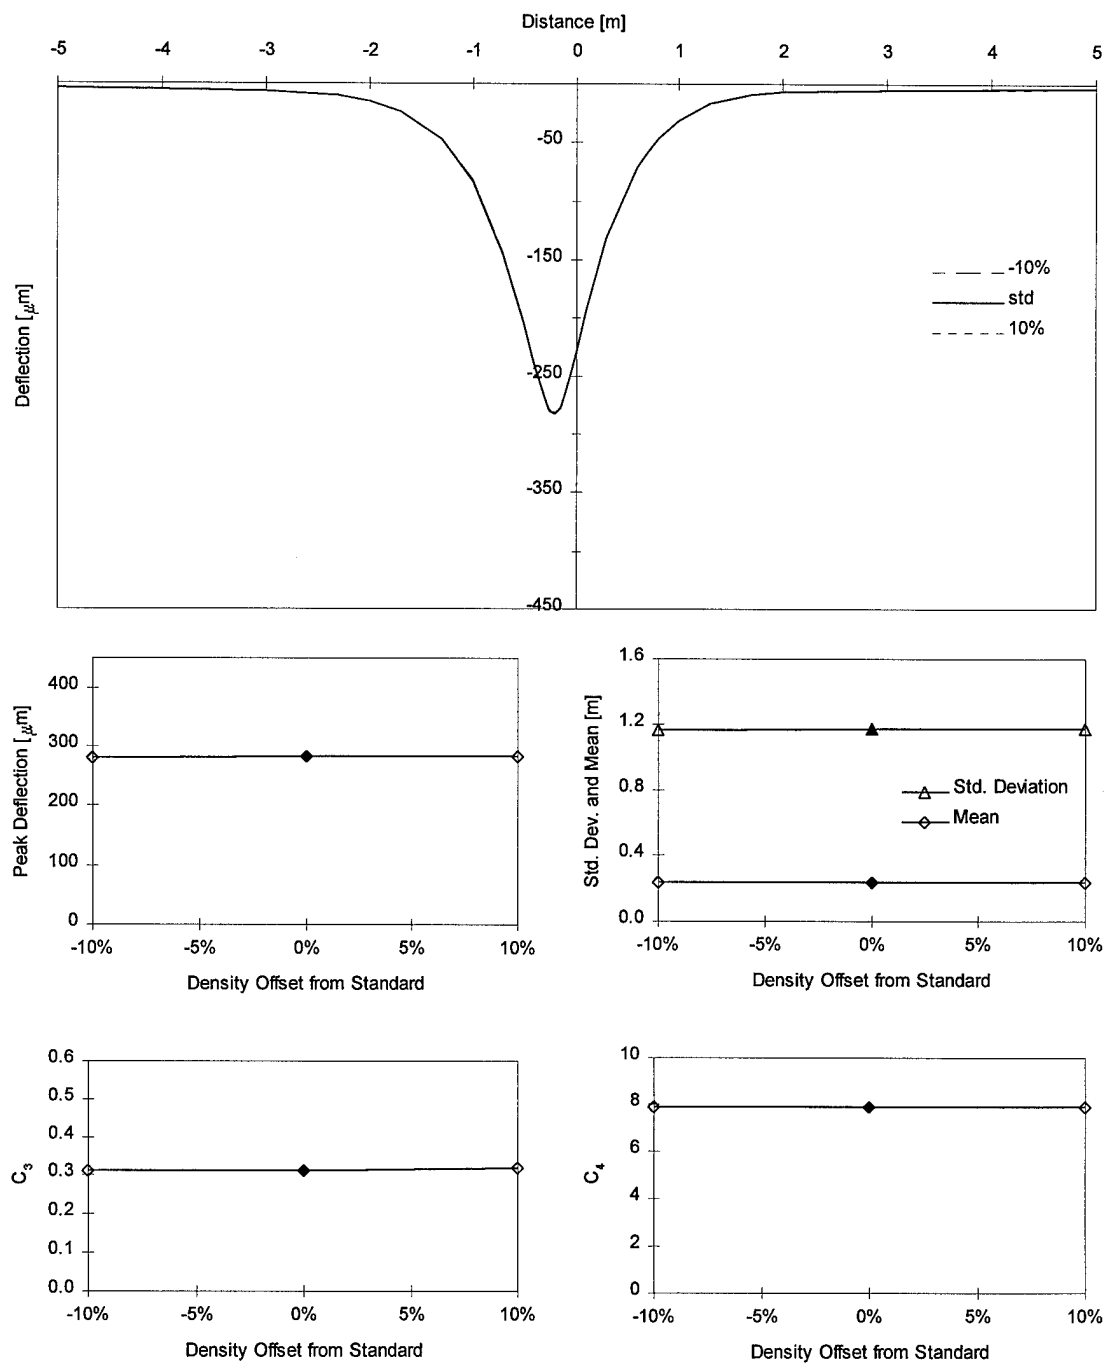 Distance [m]
-5 -4 -3 -2 -1 0 1 2 3 4 5
-50
-150
-250
-350
-450
Deflection [μm]
-10%
std
10%
400
300
200
100
0
Peak Deflection [μm]
-10% -5% 0% 5% 10%
Density Offset from Standard
1.6
1.2
0.8
0.4
0.0
Std. Dev. and Mean [m]
Std. Deviation
Mean
-10% -5% 0% 5% 10%
Density Offset from Standard
0.6
0.5
0.4
0.3
0.2
0.1
0.0
C₃
-10% -5% 0% 5% 10%
Density Offset from Standard
10
8
6
4
2
0
C₄
-10% -5% 0% 5% 10%
Density Offset from Standard